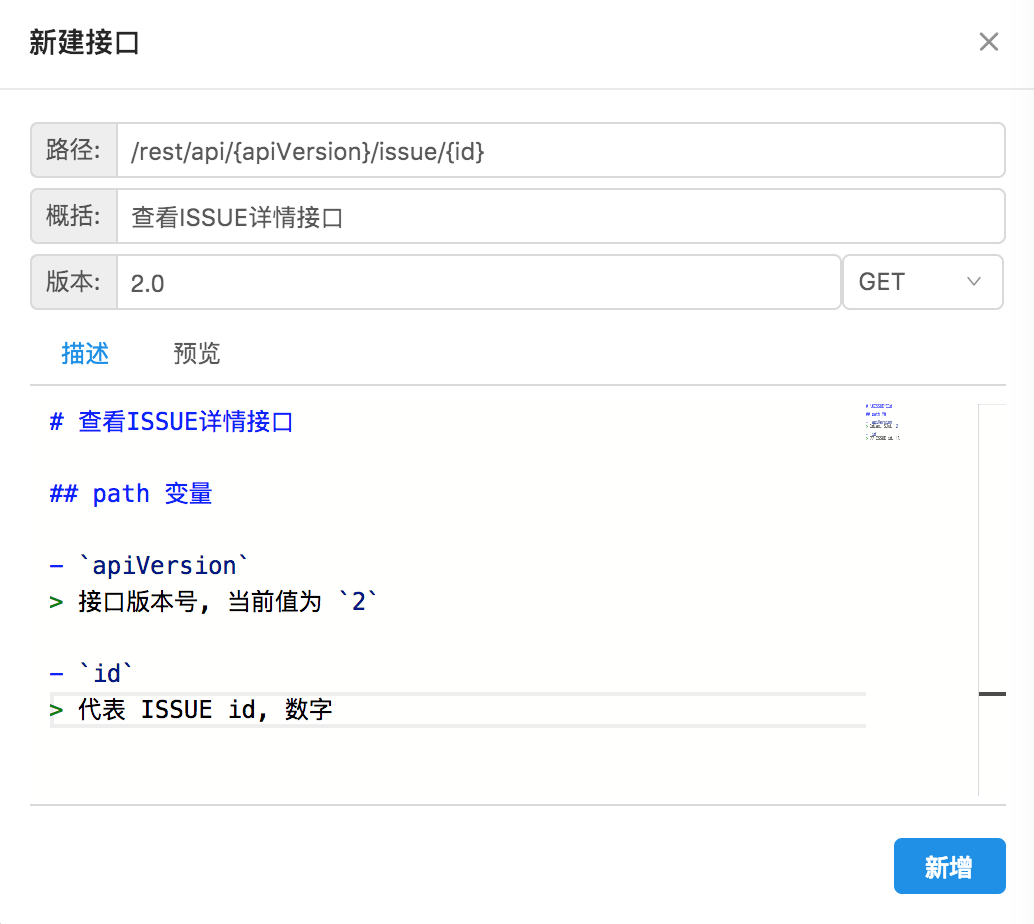 新建接口
路径: /rest/api/{apiVersion}/issue/{id}
概括: 查看ISSUE详情接口
版本: 2.0 GET
描述 预览
# 查看ISSUE详情接口
## path 变量
- `apiVersion`
> 接口版本号, 当前值为 `2`
- `id`
> 代表 ISSUE id, 数字
新增